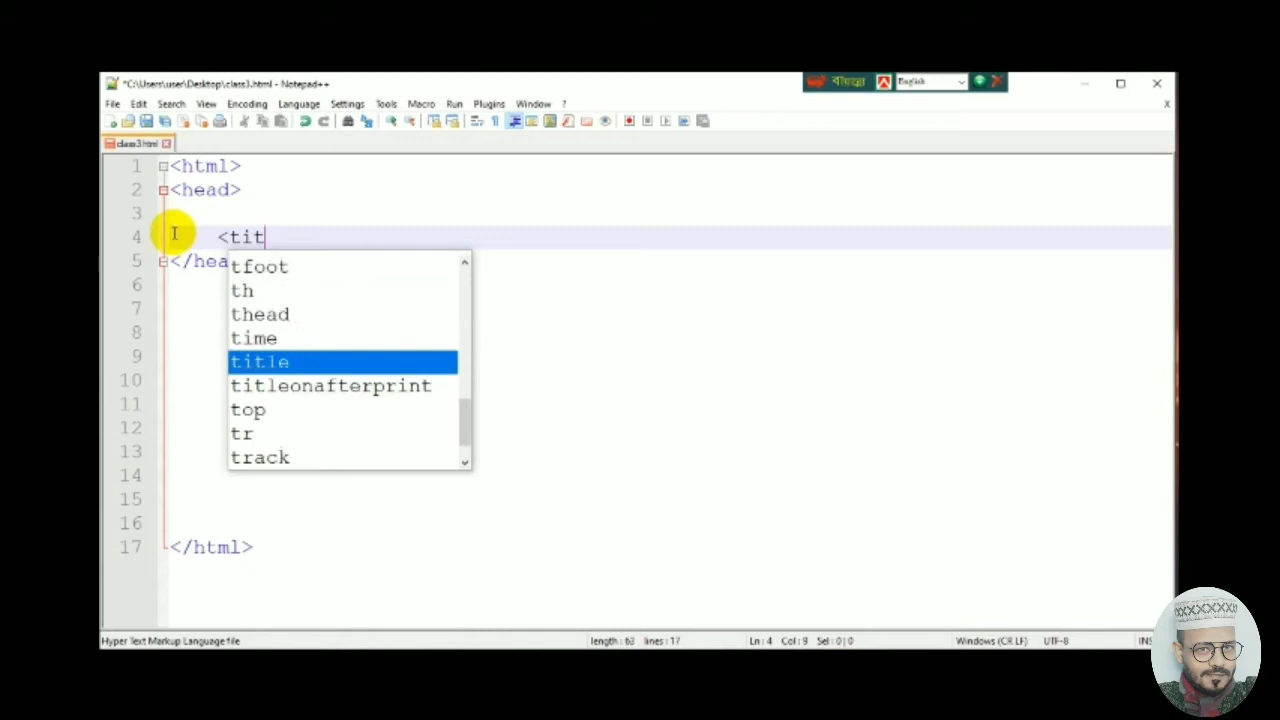 *C:\Users\user\Desktop\class3.html - Notepad++
বাংলা English
File Edit Search View Encoding Language Settings Tools Macro Run Plugins Window ? X
class3.html
1 <html>
2 <head>
3
4 <tit
5 </hea
tfoot
th
thead
time
title
titleonafterprint
top
tr
track
6
7
8
9
10
11
12
13
14
15
16
17 </html>
Hyper Text Markup Language file length : 63 lines : 17 Ln : 4 Col : 9 Sel : 0 | 0 Windows (CR LF) UTF-8 INS